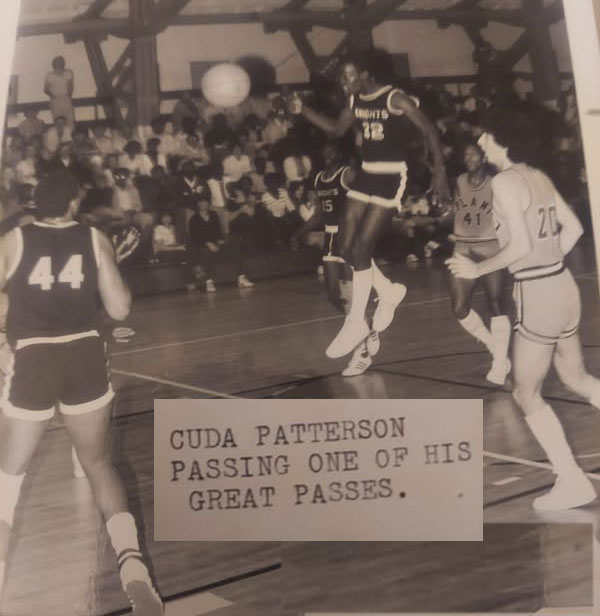 KNIGHTS
32
15
44
41
20
CUDA PATTERSON
PASSING ONE OF HIS
GREAT PASSES.